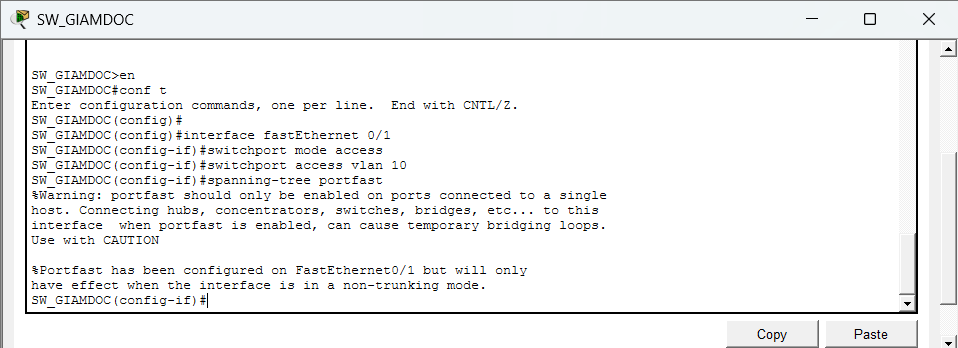 SW_GIAMDOC
SW_GIAMDOC>en
SW_GIAMDOC#conf t
Enter configuration commands, one per line.  End with CNTL/Z.
SW_GIAMDOC(config)#
SW_GIAMDOC(config)#interface fastEthernet 0/1
SW_GIAMDOC(config-if)#switchport mode access
SW_GIAMDOC(config-if)#switchport access vlan 10
SW_GIAMDOC(config-if)#spanning-tree portfast
%Warning: portfast should only be enabled on ports connected to a single
host. Connecting hubs, concentrators, switches, bridges, etc... to this
interface  when portfast is enabled, can cause temporary bridging loops.
Use with CAUTION
%Portfast has been configured on FastEthernet0/1 but will only
have effect when the interface is in a non-trunking mode.
SW_GIAMDOC(config-if)#
Copy
Paste